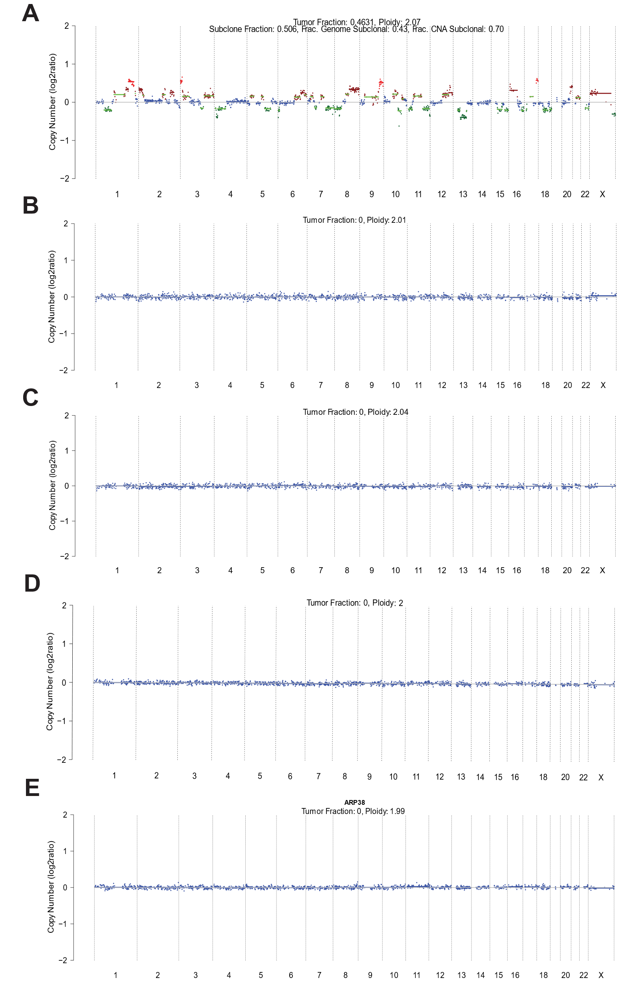 A
Tumor Fraction: 0.4631, Ploidy: 2.07
Subclone Fraction: 0.506, Frac. Genome Subclonal: 0.43, Frac. CNA Subclonal: 0.70
Copy Number (log2ratio)
2
1
0
−1
−2
1 2 3 4 5 6 7 8 9 10 11 12 13 14 15 16 18 20 22 X
B
Tumor Fraction: 0, Ploidy: 2.01
Copy Number (log2ratio)
2
1
0
−1
−2
1 2 3 4 5 6 7 8 9 10 11 12 13 14 15 16 18 20 22 X
C
Tumor Fraction: 0, Ploidy: 2.04
Copy Number (log2ratio)
2
1
0
−1
−2
1 2 3 4 5 6 7 8 9 10 11 12 13 14 15 16 18 20 22 X
D
Tumor Fraction: 0, Ploidy: 2
Copy Number (log2ratio)
2
1
0
−1
−2
1 2 3 4 5 6 7 8 9 10 11 12 13 14 15 16 18 20 22 X
E
ARP38
Tumor Fraction: 0, Ploidy: 1.99
Copy Number (log2ratio)
2
1
0
−1
−2
1 2 3 4 5 6 7 8 9 10 11 12 13 14 15 16 18 20 22 X